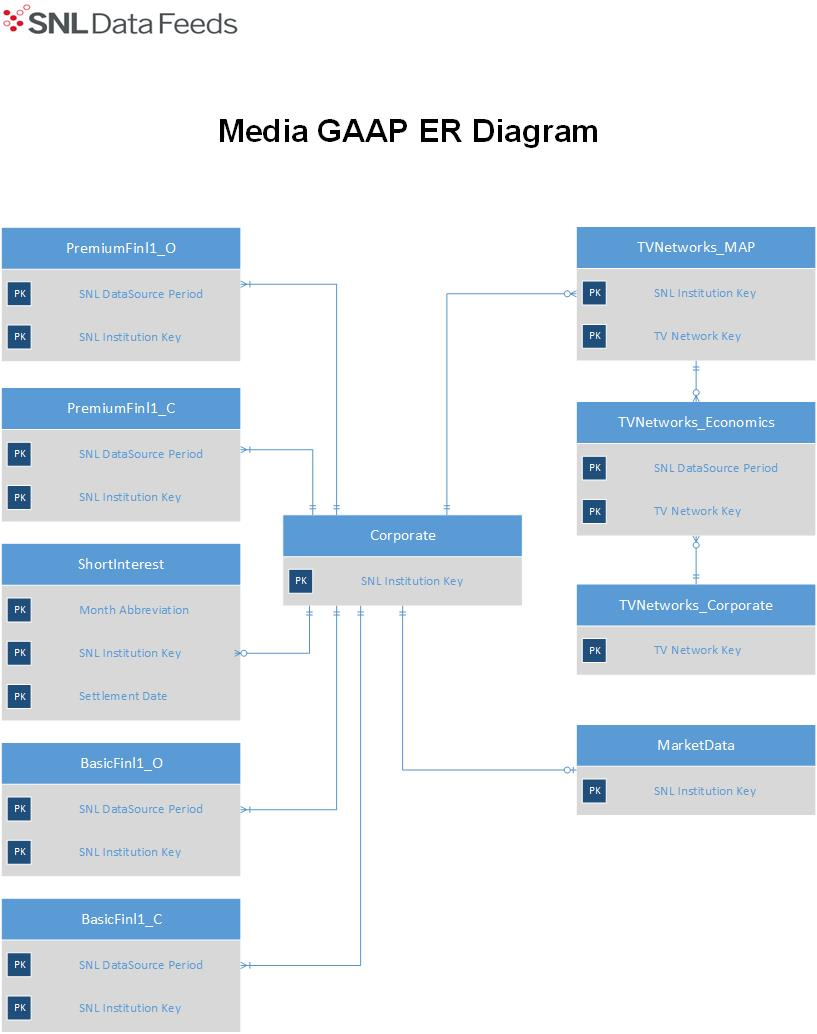 SNL Data Feeds
Media GAAP ER Diagram
PremiumFinl1_O
PK SNL DataSource Period
PK SNL Institution Key
PremiumFinl1_C
PK SNL DataSource Period
PK SNL Institution Key
ShortInterest
PK Month Abbreviation
PK SNL Institution Key
PK Settlement Date
BasicFinl1_O
PK SNL DataSource Period
PK SNL Institution Key
BasicFinl1_C
PK SNL DataSource Period
PK SNL Institution Key
Corporate
PK SNL Institution Key
TVNetworks_MAP
PK SNL Institution Key
PK TV Network Key
TVNetworks_Economics
PK SNL DataSource Period
PK TV Network Key
TVNetworks_Corporate
PK TV Network Key
MarketData
PK SNL Institution Key